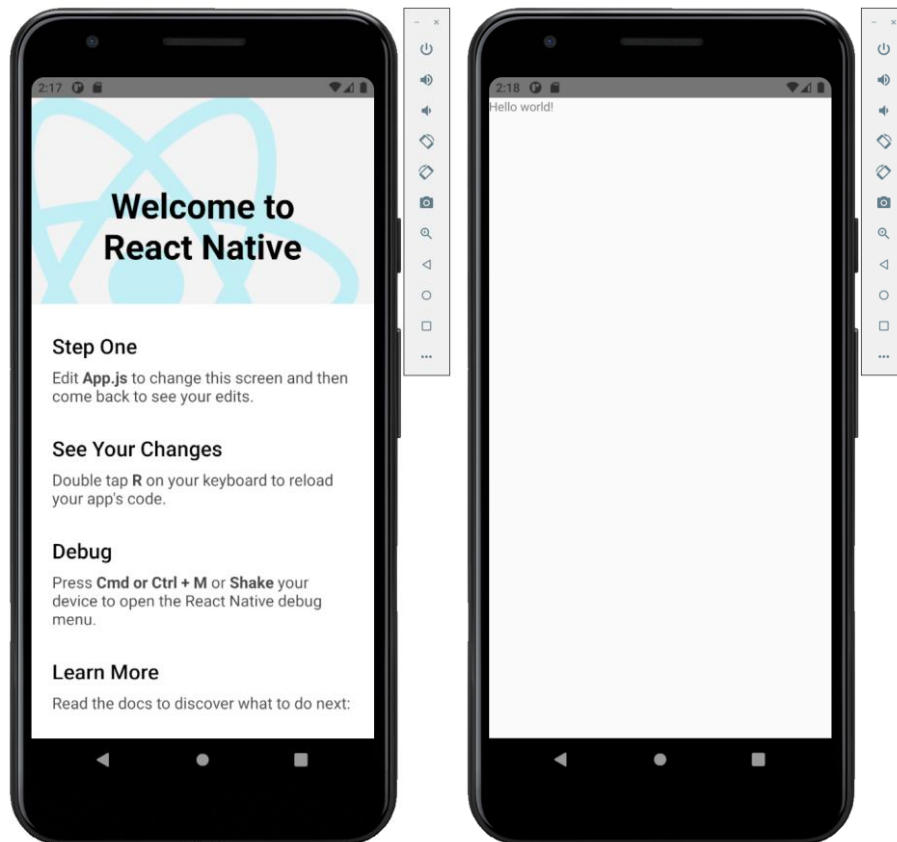 2:17
Welcome to
React Native
Step One
Edit App.js to change this screen and then
come back to see your edits.
See Your Changes
Double tap R on your keyboard to reload
your app's code.
Debug
Press Cmd or Ctrl + M or Shake your
device to open the React Native debug
menu.
Learn More
Read the docs to discover what to do next:
2:18
Hello world!